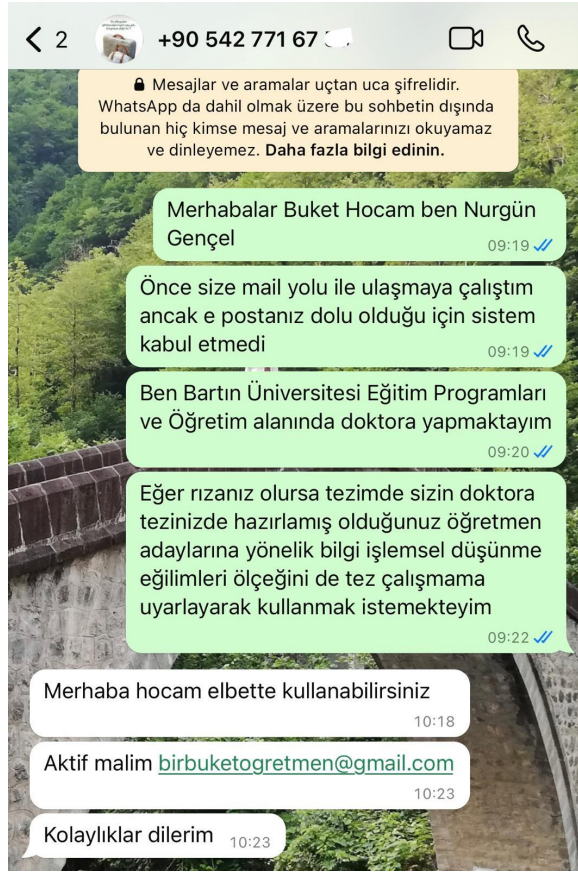 2
+90 542 771 67
Mesajlar ve aramalar uçtan uca şifrelidir.
WhatsApp da dahil olmak üzere bu sohbetin dışında
bulunan hiç kimse mesaj ve aramalarınızı okuyamaz
ve dinleyemez. Daha fazla bilgi edinin.
Merhabalar Buket Hocam ben Nurgün
Gençel
09:19
Önce size mail yolu ile ulaşmaya çalıştım
ancak e postanız dolu olduğu için sistem
kabul etmedi
09:19
Ben Bartın Üniversitesi Eğitim Programları
ve Öğretim alanında doktora yapmaktayım
09:20
Eğer rızanız olursa tezimde sizin doktora
tezinizde hazırlamış olduğunuz öğretmen
adaylarına yönelik bilgi işlemsel düşünme
eğilimleri ölçeğini de tez çalışmama
uyarlayarak kullanmak istemekteyim
09:22
Merhaba hocam elbette kullanabilirsiniz
10:18
Aktif malim birbuketogretmen@gmail.com
10:23
Kolaylıklar dilerim
10:23